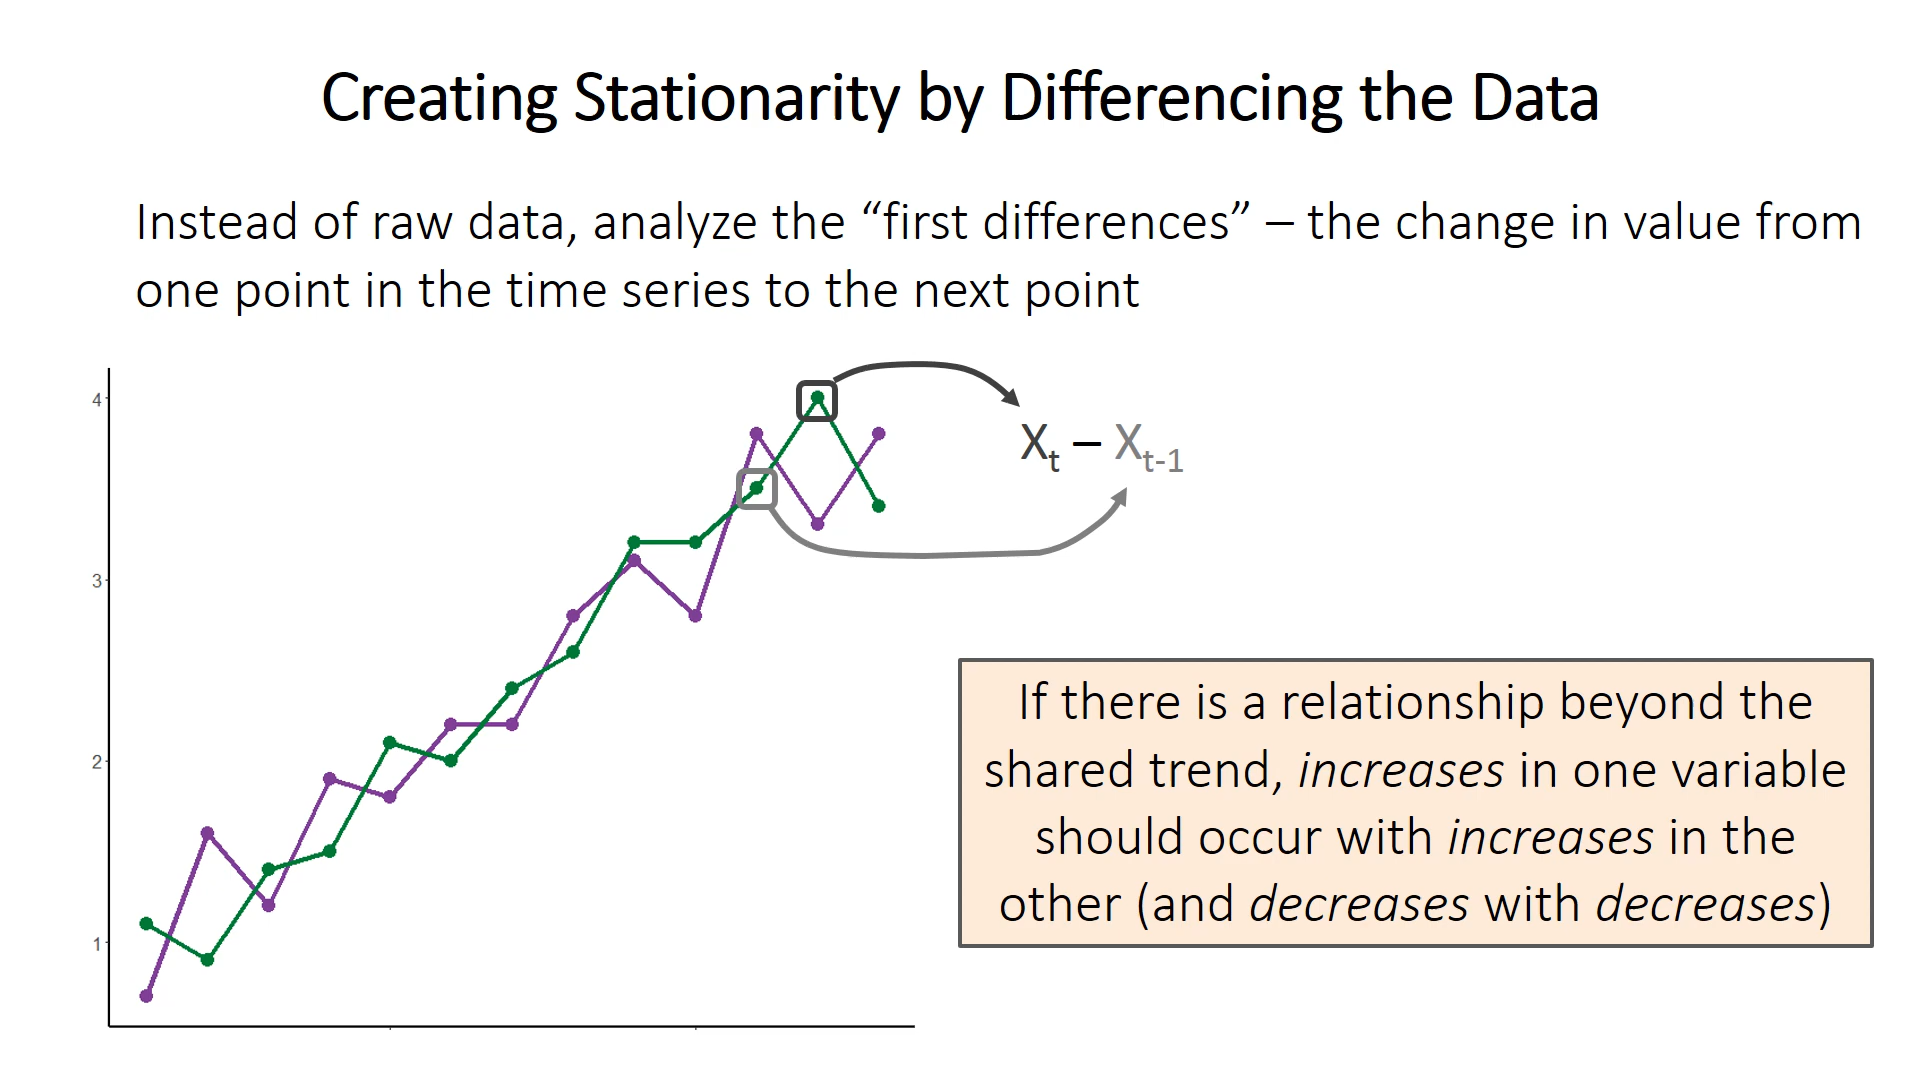 Creating Stationarity by Differencing the Data
Instead of raw data, analyze the “first differences” – the change in value from
one point in the time series to the next point
4
3
2
1
Xt – Xt-1
If there is a relationship beyond the
shared trend, increases in one variable
should occur with increases in the
other (and decreases with decreases)